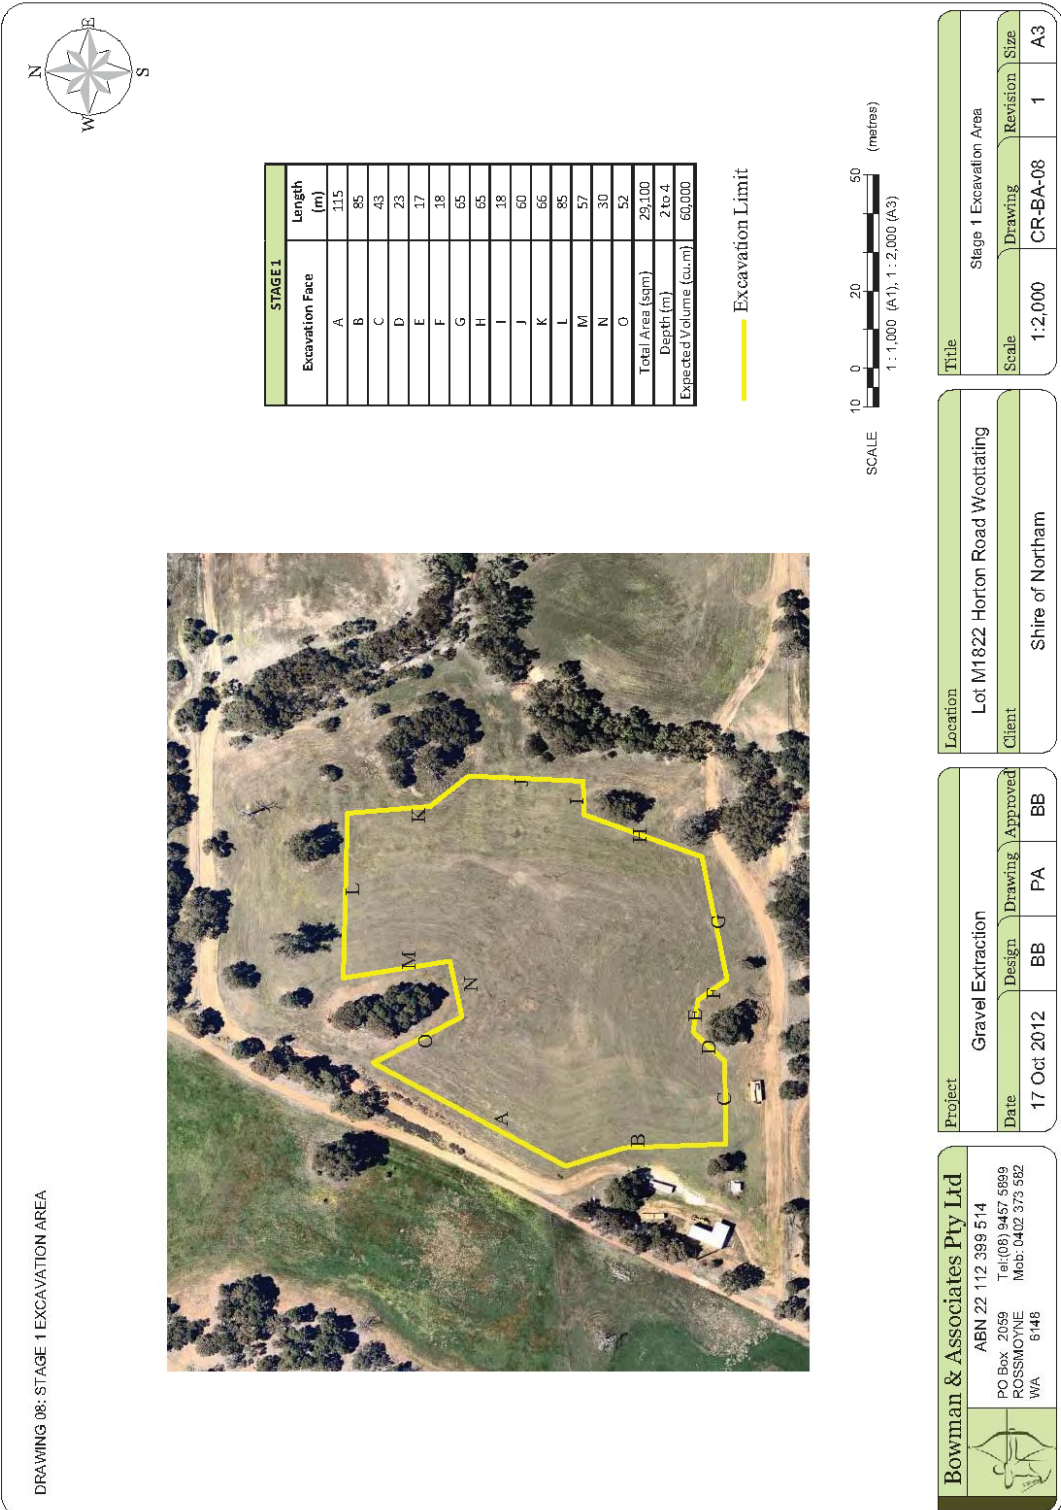 DRAWING 08: STAGE 1 EXCAVATION AREA
N
E
S
W
A
B
C
D
E
F
G
H
I
J
K
L
M
N
O
STAGE 1
Excavation Face Length (m)
A 115
B 85
C 43
D 23
E 17
F 18
G 65
H 65
I 18
J 60
K 66
L 85
M 57
N 30
O 52
Total Area (sqm) 29,100
Depth (m) 2 to 4
Expected Volume (cu.m) 60,000
Excavation Limit
SCALE 10 0 20 50 (metres)
1 : 1,000 (A1), 1 : 2,000 (A3)
Bowman & Associates Pty Ltd
ABN 22 112 399 514
PO Box 2059 Tel:(08) 9457 5899
ROSSMOYNE Mob: 0402 373 582
WA 6148
Project
Gravel Extraction
Date Design Drawing Approved
17 Oct 2012 BB PA BB
Location
Lot M1822 Horton Road Woottating
Client
Shire of Northam
Title
Stage 1 Excavation Area
Scale Drawing Revision Size
1:2,000 CR-BA-08 1 A3